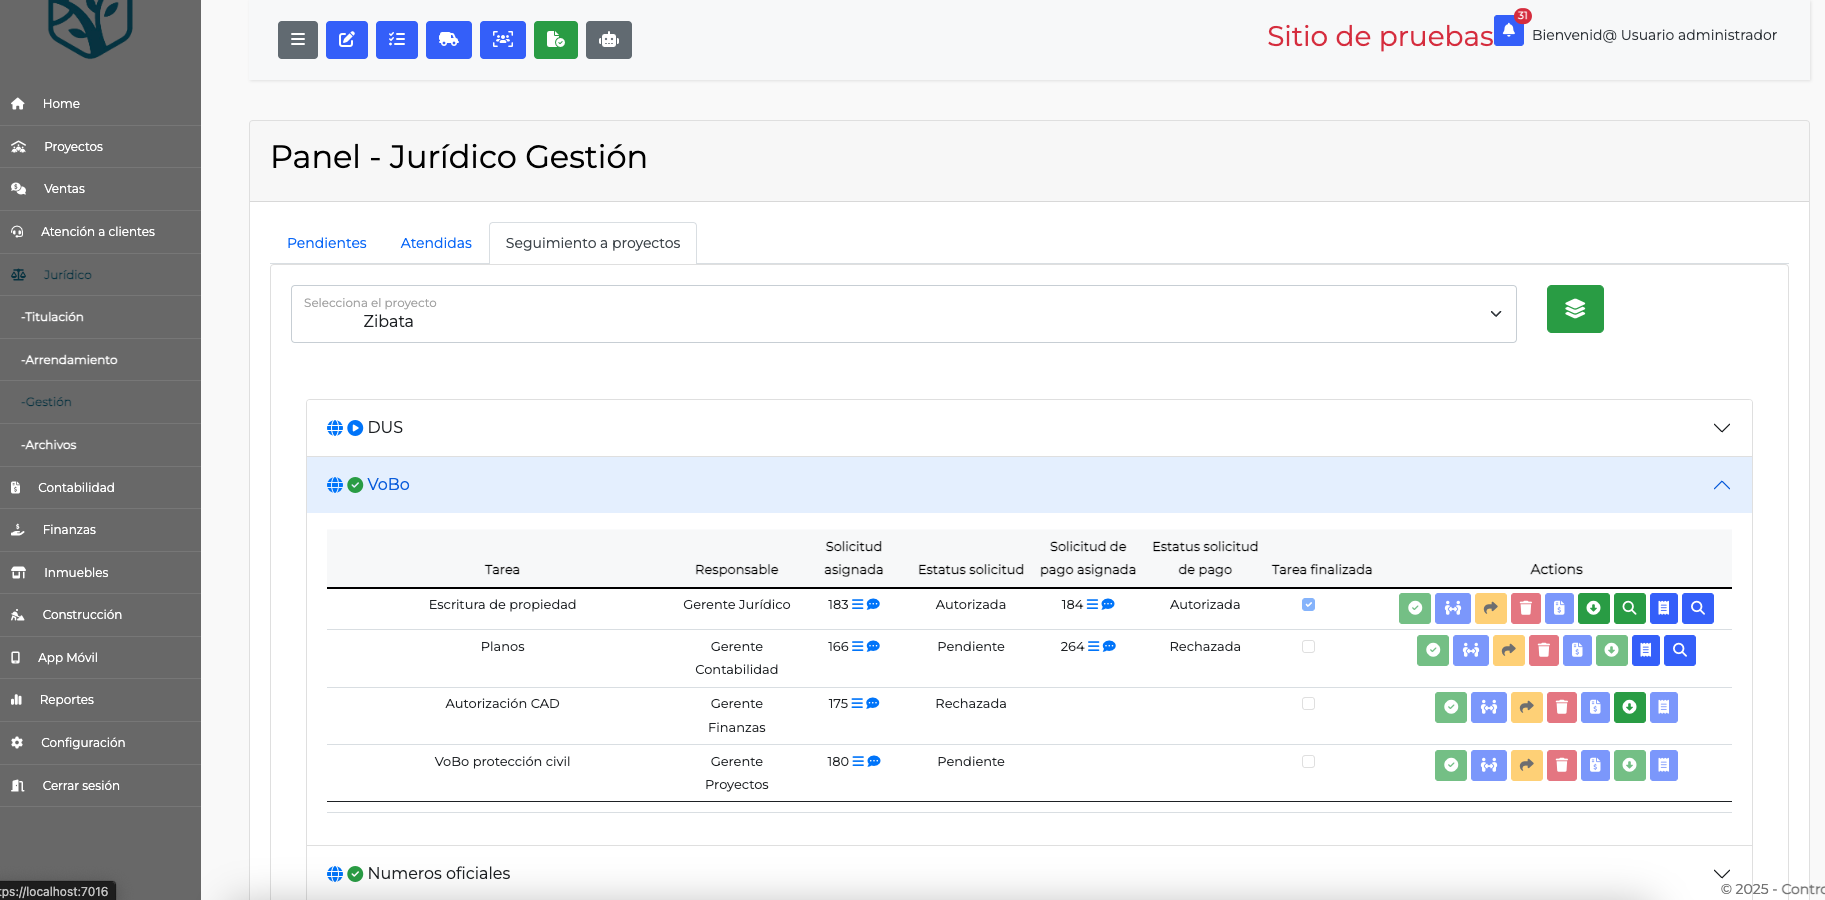 Sitio de pruebas
31
Bienvenid@ Usuario administrador
Home
Proyectos
Ventas
Atención a clientes
Jurídico
-Titulación
-Arrendamiento
-Gestión
-Archivos
Contabilidad
Finanzas
Inmuebles
Construcción
App Móvil
Reportes
Configuración
Cerrar sesión
Panel - Jurídico Gestión
Pendientes
Atendidas
Seguimiento a proyectos
Selecciona el proyecto
Zibata
DUS
VoBo
Tarea Responsable Solicitud asignada Estatus solicitud Solicitud de pago asignada Estatus solicitud de pago Tarea finalizada Actions
Escritura de propiedad Gerente Jurídico 183 Autorizada 184 Autorizada
Planos Gerente Contabilidad 166 Pendiente 264 Rechazada
Autorización CAD Gerente Finanzas 175 Rechazada
VoBo protección civil Gerente Proyectos 180 Pendiente
Numeros oficiales
tps://localhost:7016
© 2025 - Contro